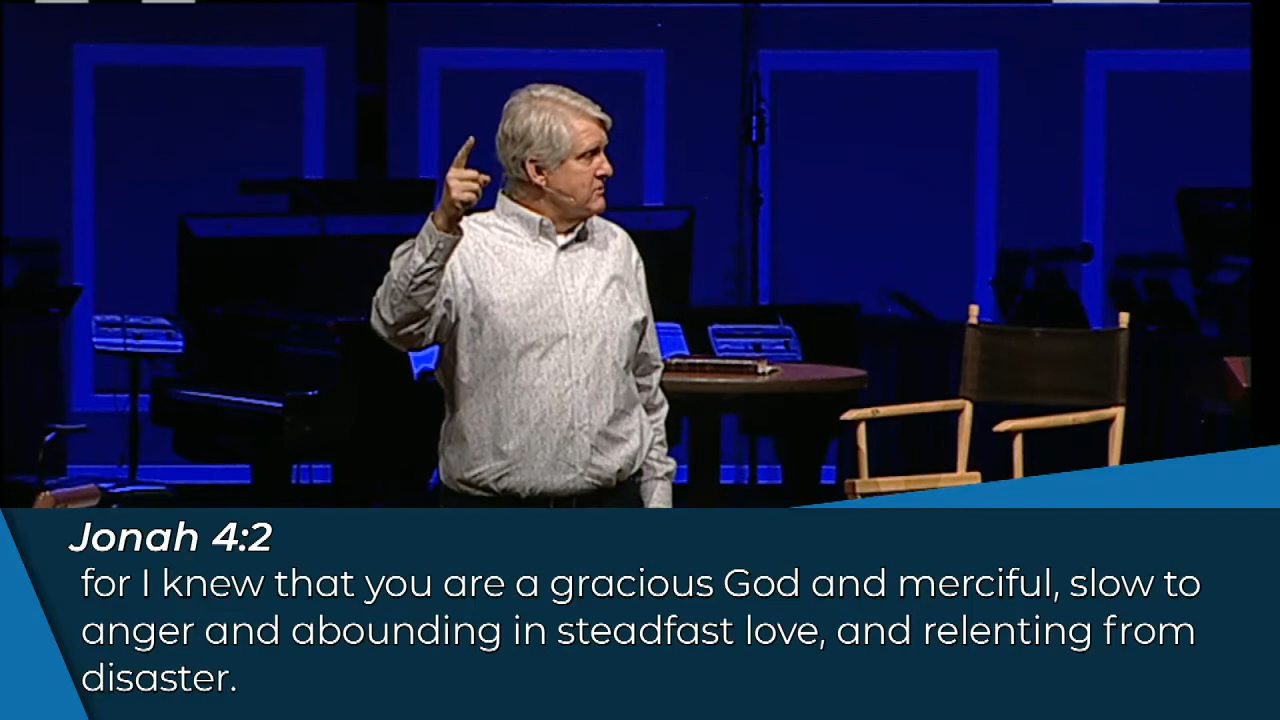 Jonah 4:2
for I knew that you are a gracious God and merciful, slow to
anger and abounding in steadfast love, and relenting from
disaster.